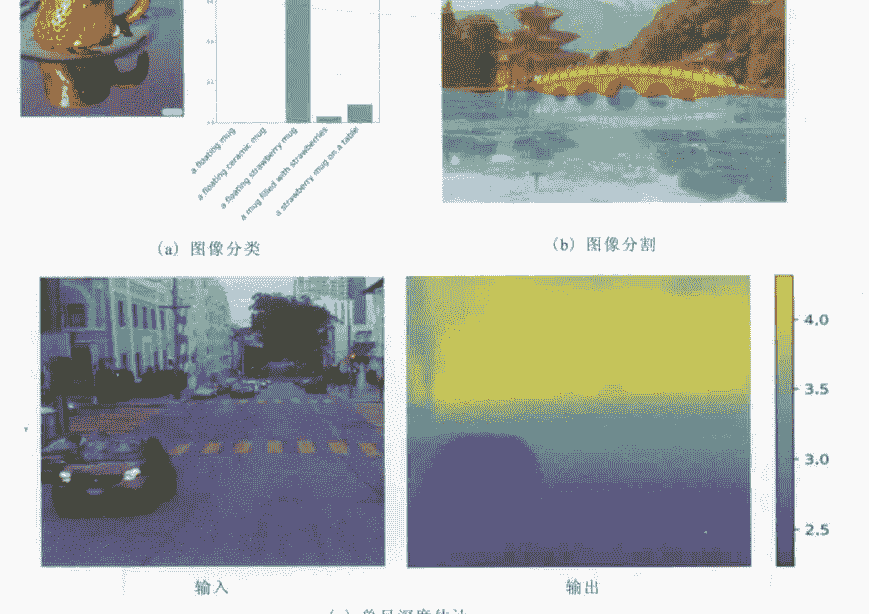 a floating mug
a floating ceramic mug
a floating strawberry mug
a mug filled with strawberries
a strawberry mug on a table
(a) 图像分类
(b) 图像分割
4.0
3.5
3.0
2.5
输入
输出